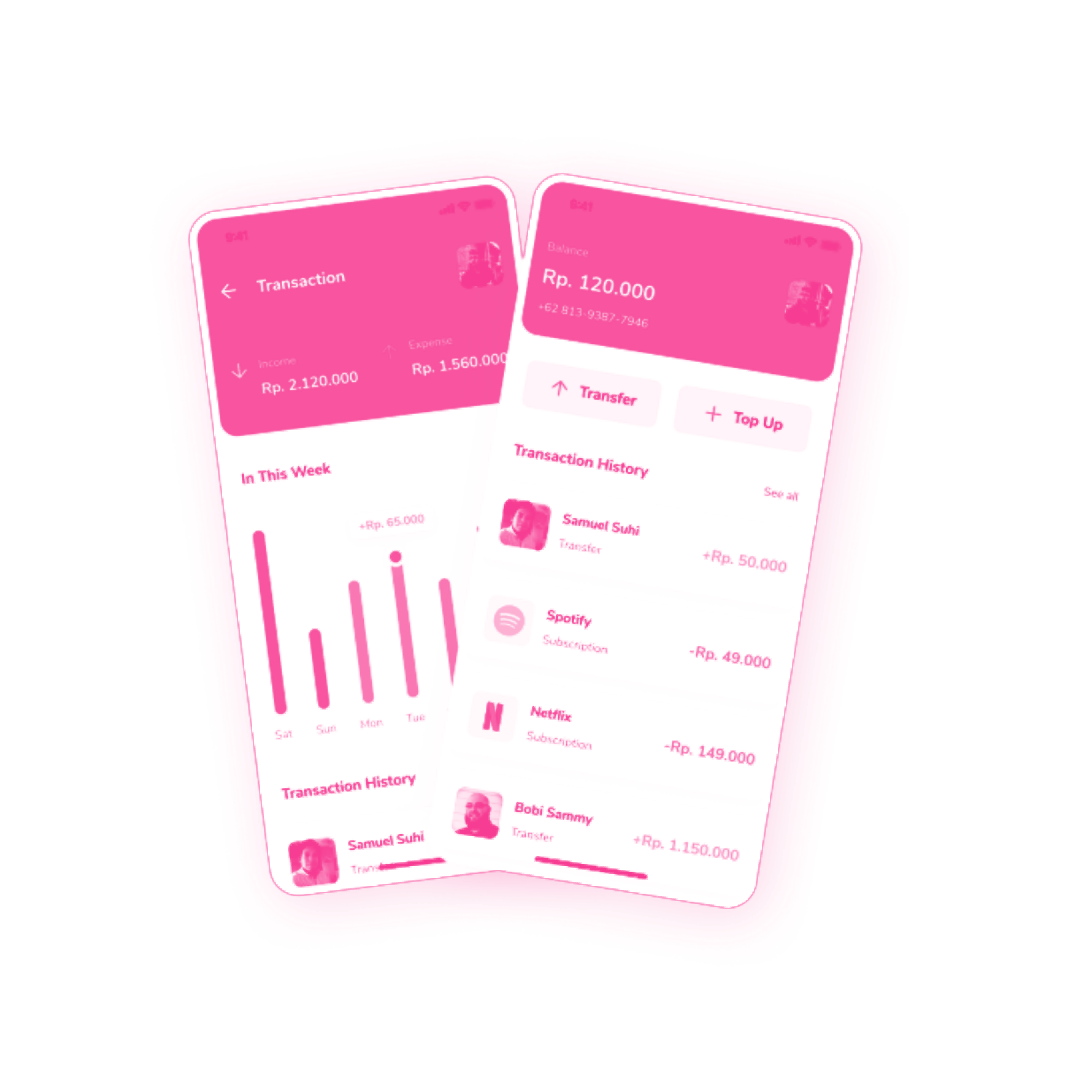 9:41
Transaction
Income
Rp. 2.120.000
Expense
Rp. 1.560.000
In This Week
+Rp. 65.000
Sat
Sun
Mon
Tue
Transaction History
Samuel Suhi
9:41
Balance
Rp. 120.000
+62 813-9387-7946
Transfer
Top Up
Transaction History
See all
Samuel Suhi
Transfer
+Rp. 50.000
Spotify
Subscription
-Rp. 49.000
N
Netflix
Subscription
-Rp. 149.000
Bobi Sammy
Transfer
+Rp. 1.150.000